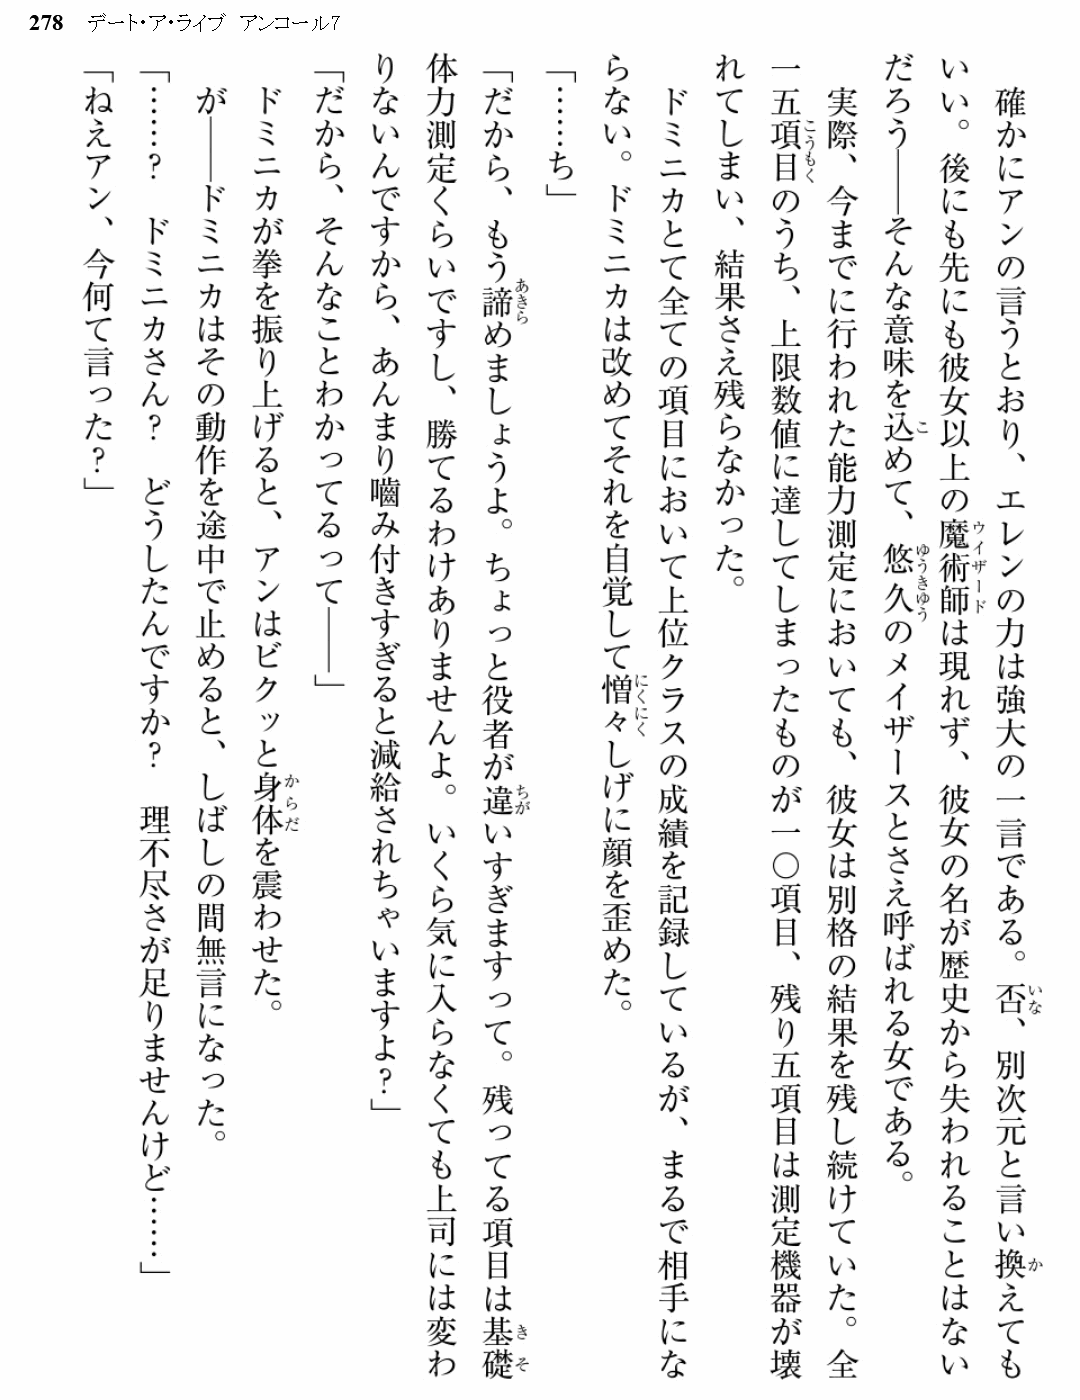 278 デート・ア・ライブ アンコール7
　確かにアンの言うとおり、エレンの力は強大の一言である。否、別次元と言い換えても
いい。後にも先にも彼女以上の魔術師は現れず、彼女の名が歴史から失われることはない
だろう――そんな意味を込めて、悠久のメイザースとさえ呼ばれる女である。
　実際、今までに行われた能力測定においても、彼女は別格の結果を残し続けていた。全
一五項目のうち、上限数値に達してしまったものが一〇項目、残り五項目は測定機器が壊
れてしまい、結果さえ残らなかった。
　ドミニカとて全ての項目において上位クラスの成績を記録しているが、まるで相手にな
らない。ドミニカは改めてそれを自覚して憎々しげに顔を歪めた。
「……ち」
「だから、もう諦めましょうよ。ちょっと役者が違いすぎますって。残ってる項目は基礎
体力測定くらいですし、勝てるわけありませんよ。いくら気に入らなくても上司には変わ
りないんですから、あんまり嚙み付きすぎると減給されちゃいますよ？」
「だから、そんなことわかってるって――」
　ドミニカが拳を振り上げると、アンはビクッと身体を震わせた。
　が――ドミニカはその動作を途中で止めると、しばしの間無言になった。
「……？　ドミニカさん？　どうしたんですか？　理不尽さが足りませんけど……」
「ねえアン、今何て言った？」